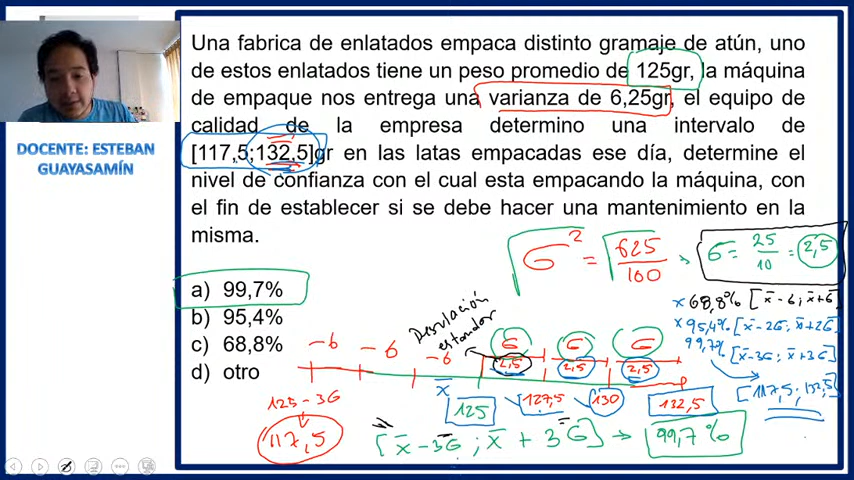 Una fabrica de enlatados empaca distinto gramaje de atún, uno
de estos enlatados tiene un peso promedio de 125gr, la máquina
de empaque nos entrega una varianza de 6,25gr, el equipo de
calidad de la empresa determino una intervalo de
[117,5;132,5]gr en las latas empacadas ese día, determine el
nivel de confianza con el cual esta empacando la máquina, con
el fin de establecer si se debe hacer una mantenimiento en la
misma.
DOCENTE: ESTEBAN
GUAYASAMÍN
a) 99,7%
b) 95,4%
c) 68,8%
d) otro
σ² = 625/100
σ = 25/10 = 2,5
x 68,8% [x̄-σ; x̄+σ]
x 95,4% [x̄-2σ; x̄+2σ]
99,7% [x̄-3σ; x̄+3σ]
[117,5; 132,5]
Desviación
estandar
-σ -σ -σ σ σ σ
2,5 2,5 2,5
x̄
125 127,5 130 132,5
125-3σ
117,5
[x̄-3σ; x̄+3σ] → 99,7%